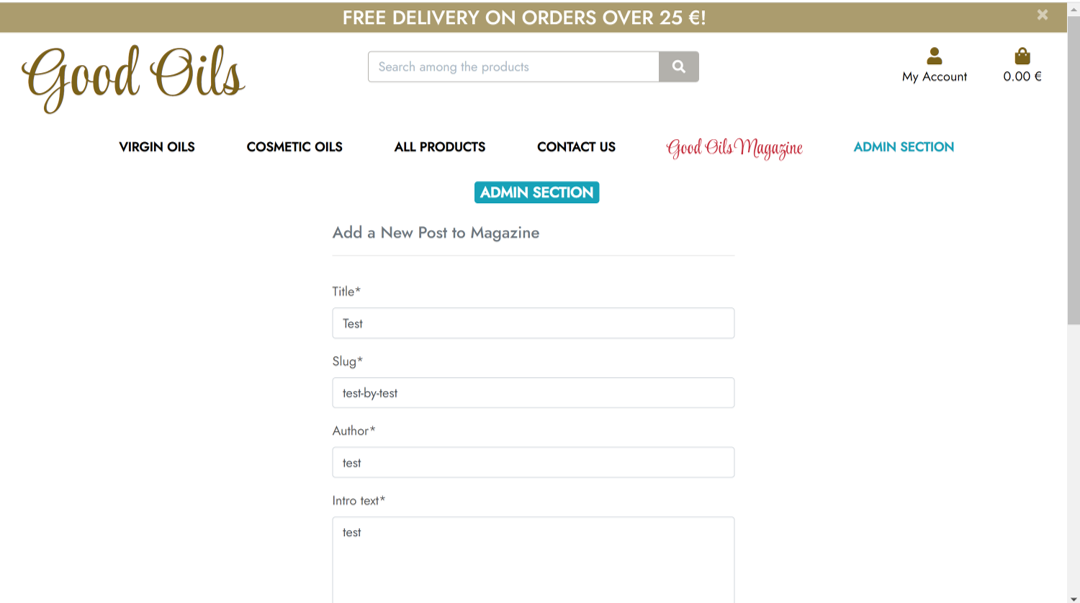 FREE DELIVERY ON ORDERS OVER 25 €!
Good Oils
Search among the products
My Account
0.00 €
VIRGIN OILS
COSMETIC OILS
ALL PRODUCTS
CONTACT US
Good Oils Magazine
ADMIN SECTION
ADMIN SECTION
Add a New Post to Magazine
Title*
Test
Slug*
test-by-test
Author*
test
Intro text*
test